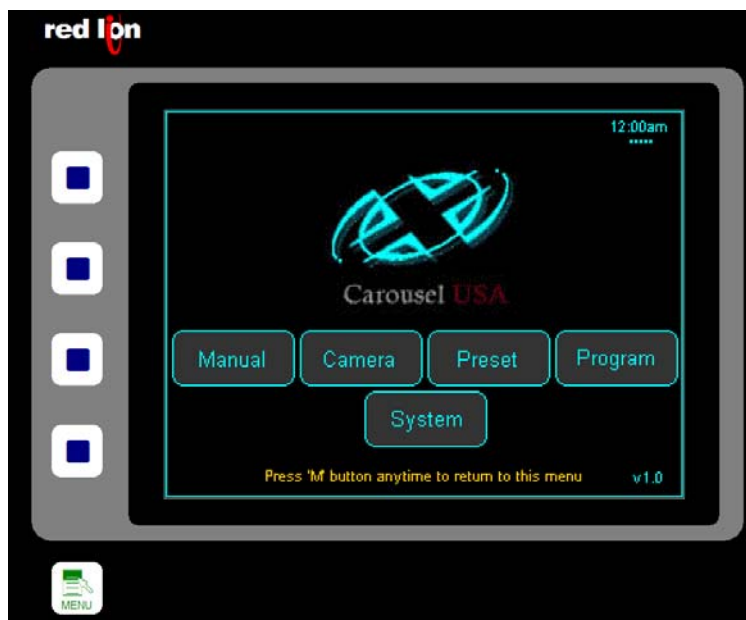 red lion
12:00am
Carousel USA
Manual Camera Preset Program
System
Press 'M' button anytime to return to this menu v1.0
MENU